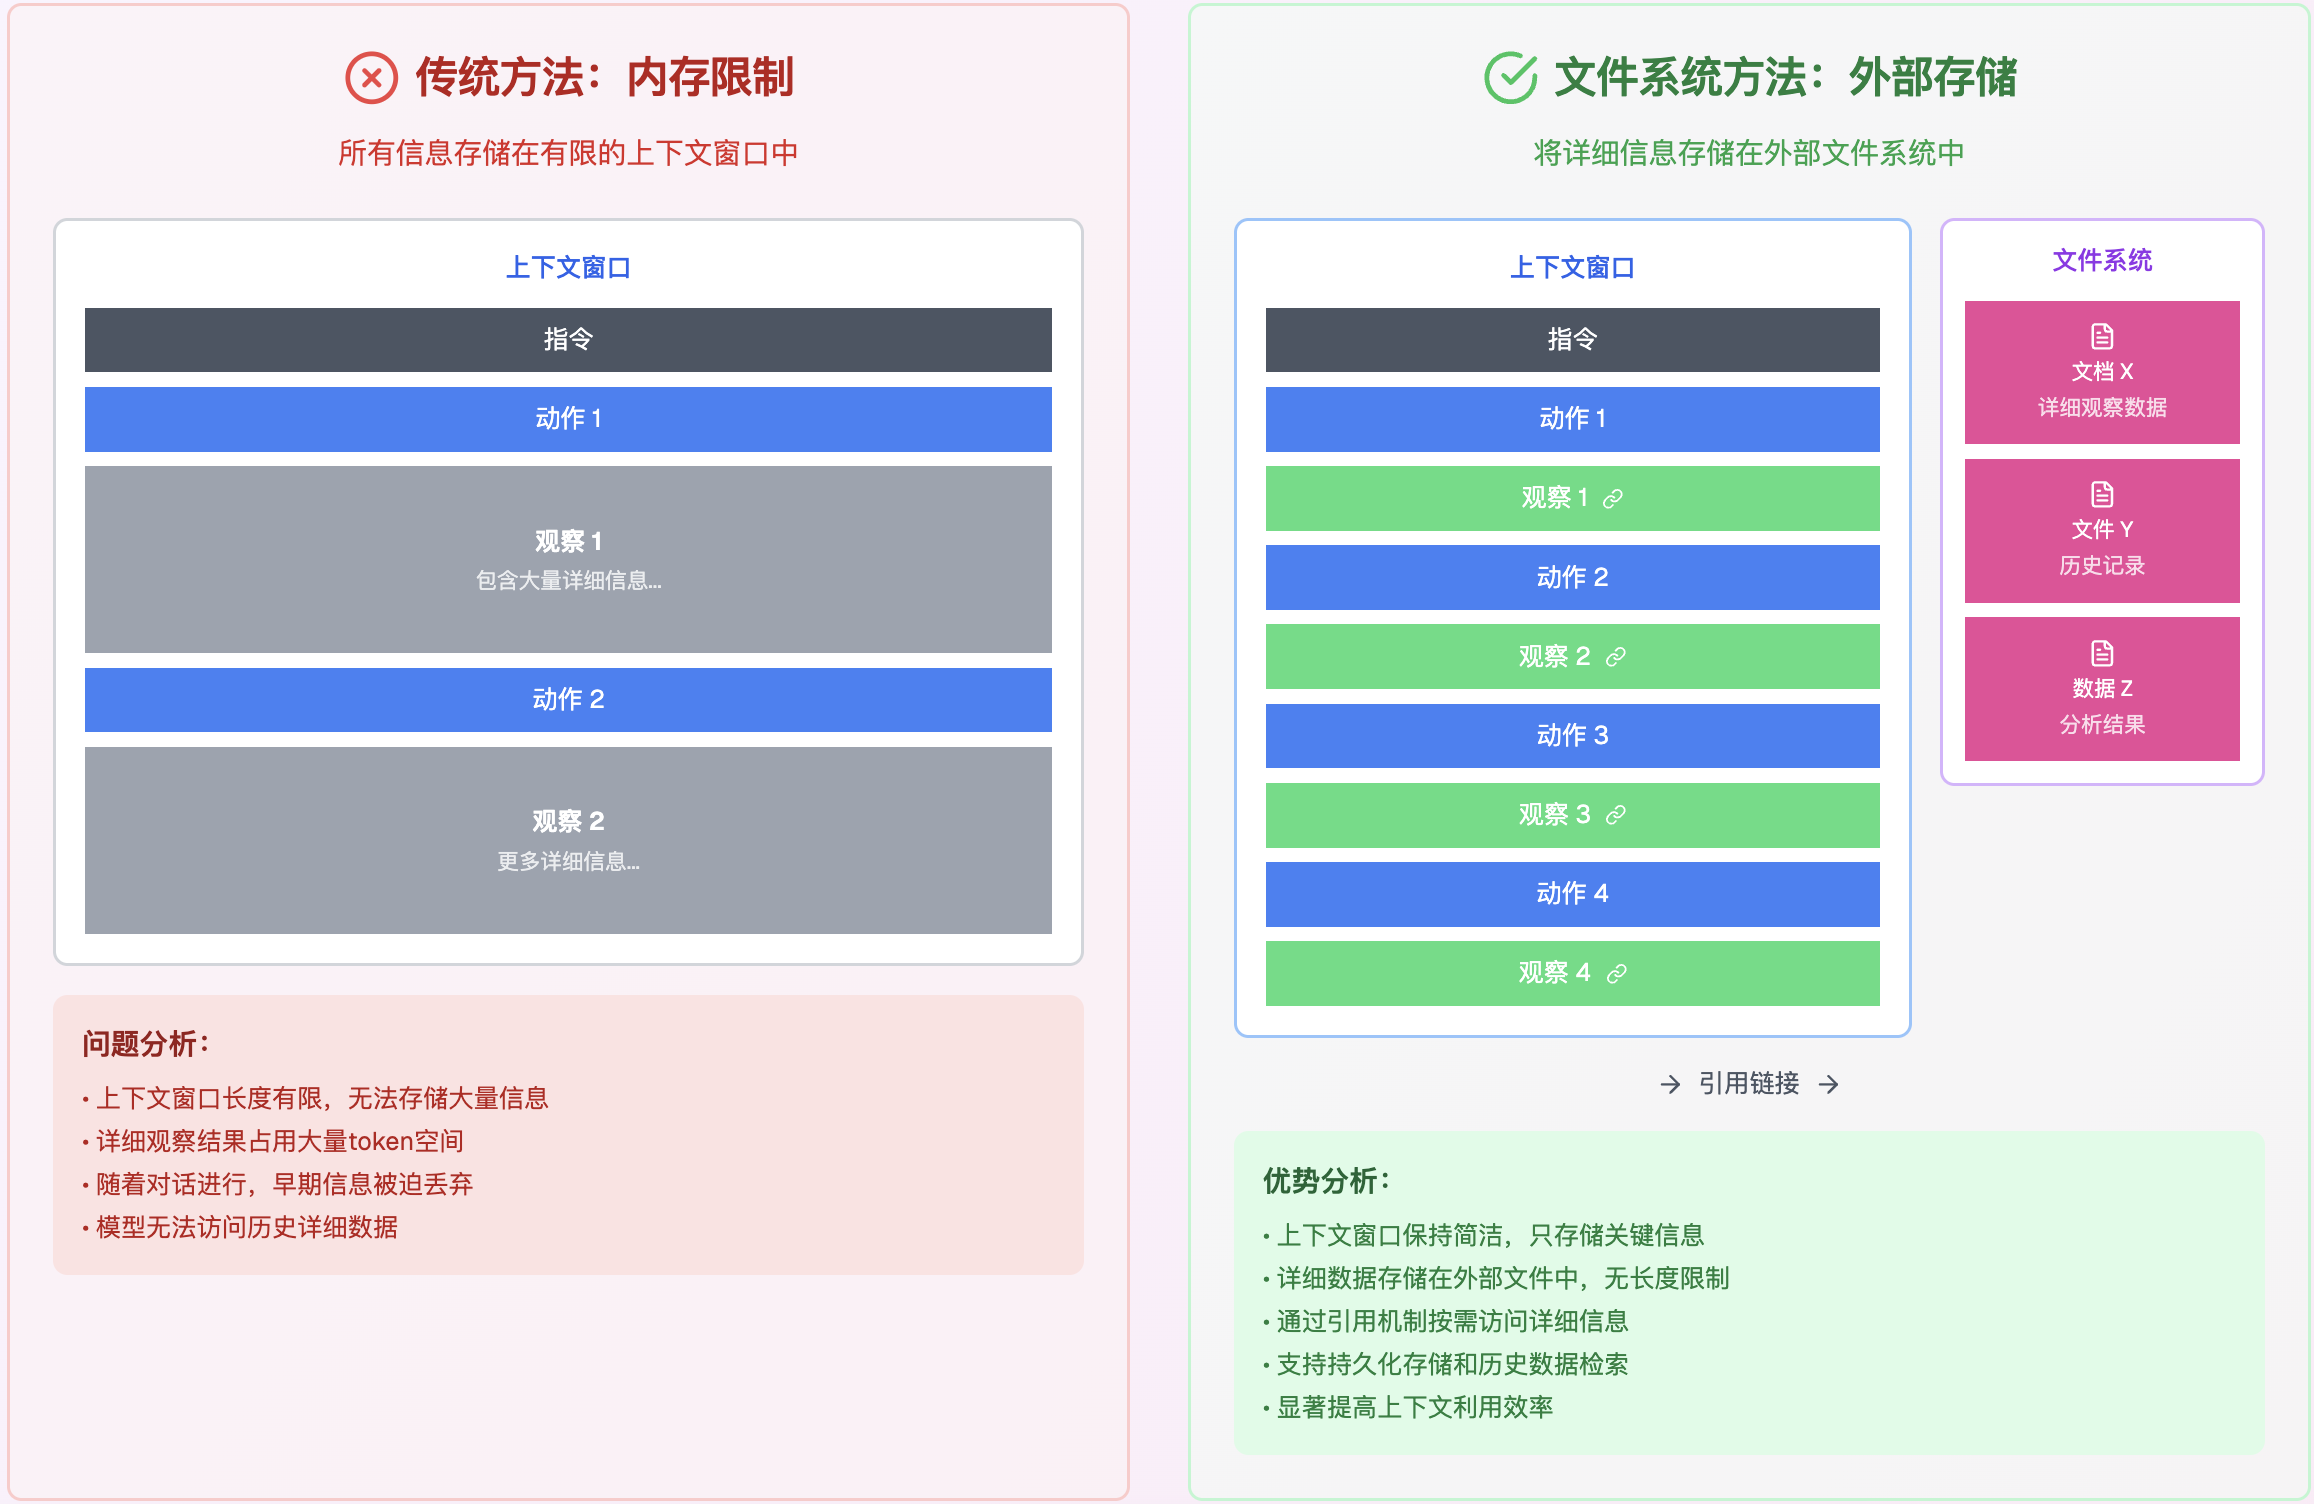 传统方法：内存限制
所有信息存储在有限的上下文窗口中
上下文窗口
指令
动作 1
观察 1
包含大量详细信息...
动作 2
观察 2
更多详细信息...
问题分析：
• 上下文窗口长度有限，无法存储大量信息
• 详细观察结果占用大量token空间
• 随着对话进行，早期信息被迫丢弃
• 模型无法访问历史详细数据
文件系统方法：外部存储
将详细信息存储在外部文件系统中
上下文窗口
指令
动作 1
观察 1
动作 2
观察 2
动作 3
观察 3
动作 4
观察 4
文件系统
文档 X
详细观察数据
文件 Y
历史记录
数据 Z
分析结果
→ 引用链接 →
优势分析：
• 上下文窗口保持简洁，只存储关键信息
• 详细数据存储在外部文件中，无长度限制
• 通过引用机制按需访问详细信息
• 支持持久化存储和历史数据检索
• 显著提高上下文利用效率